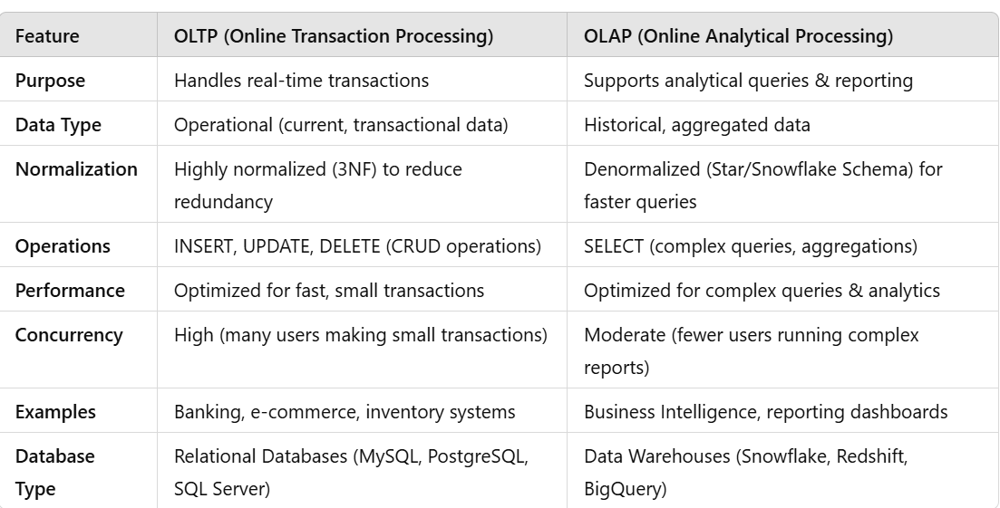 Feature OLTP (Online Transaction Processing) OLAP (Online Analytical Processing)
Purpose Handles real-time transactions Supports analytical queries & reporting
Data Type Operational (current, transactional data) Historical, aggregated data
Normalization Highly normalized (3NF) to reduce Denormalized (Star/Snowflake Schema) for
redundancy faster queries
Operations INSERT, UPDATE, DELETE (CRUD operations) SELECT (complex queries, aggregations)
Performance Optimized for fast, small transactions Optimized for complex queries & analytics
Concurrency High (many users making small transactions) Moderate (fewer users running complex
reports)
Examples Banking, e-commerce, inventory systems Business Intelligence, reporting dashboards
Database Relational Databases (MySQL, PostgreSQL, Data Warehouses (Snowflake, Redshift,
Type SQL Server) BigQuery)